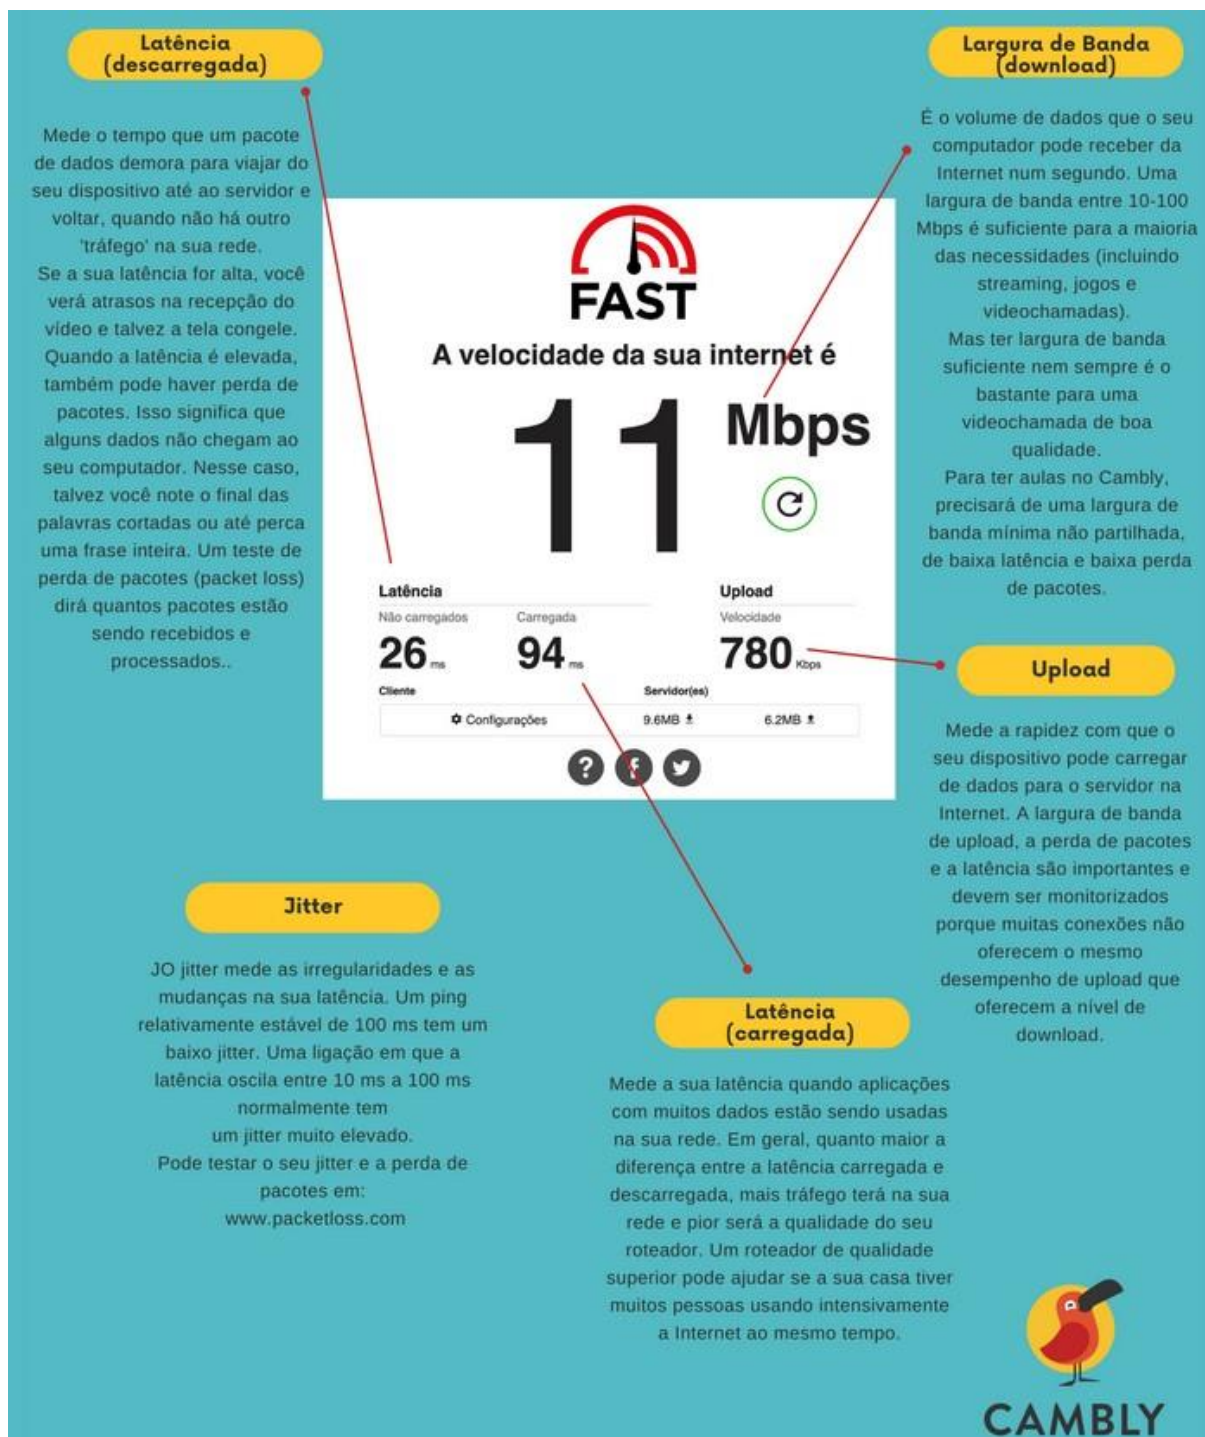 Latência
(descarregada)
Mede o tempo que um pacote
de dados demora para viajar do
seu dispositivo até ao servidor e
voltar, quando não há outro
'tráfego' na sua rede.
Se a sua latência for alta, você
verá atrasos na recepção do
vídeo e talvez a tela congele.
Quando a latência é elevada,
também pode haver perda de
pacotes. Isso significa que
alguns dados não chegam ao
seu computador. Nesse caso,
talvez você note o final das
palavras cortadas ou até perca
uma frase inteira. Um teste de
perda de pacotes (packet loss)
dirá quantos pacotes estão
sendo recebidos e
processados..
FAST
A velocidade da sua internet é
11 Mbps
Latência
Não carregados Carregada
26 ms 94 ms
Upload
Velocidade
780 Kbps
Cliente Servidor(es)
Configurações 9.6MB 6.2MB
?
Largura de Banda
(download)
É o volume de dados que o seu
computador pode receber da
Internet num segundo. Uma
largura de banda entre 10-100
Mbps é suficiente para a maioria
das necessidades (incluindo
streaming, jogos e
videochamadas).
Mas ter largura de banda
suficiente nem sempre é o
bastante para uma
videochamada de boa
qualidade.
Para ter aulas no Cambly,
precisará de uma largura de
banda mínima não partilhada,
de baixa latência e baixa perda
de pacotes.
Upload
Mede a rapidez com que o
seu dispositivo pode carregar
de dados para o servidor na
Internet. A largura de banda
de upload, a perda de pacotes
e a latência são importantes e
devem ser monitorizados
porque muitas conexões não
oferecem o mesmo
desempenho de upload que
oferecem a nível de
download.
Jitter
JO jitter mede as irregularidades e as
mudanças na sua latência. Um ping
relativamente estável de 100 ms tem um
baixo jitter. Uma ligação em que a
latência oscila entre 10 ms a 100 ms
normalmente tem
um jitter muito elevado.
Pode testar o seu jitter e a perda de
pacotes em:
www.packetloss.com
Latência
(carregada)
Mede a sua latência quando aplicações
com muitos dados estão sendo usadas
na sua rede. Em geral, quanto maior a
diferença entre a latência carregada e
descarregada, mais tráfego terá na sua
rede e pior será a qualidade do seu
roteador. Um roteador de qualidade
superior pode ajudar se a sua casa tiver
muitos pessoas usando intensivamente
a Internet ao mesmo tempo.
CAMBLY